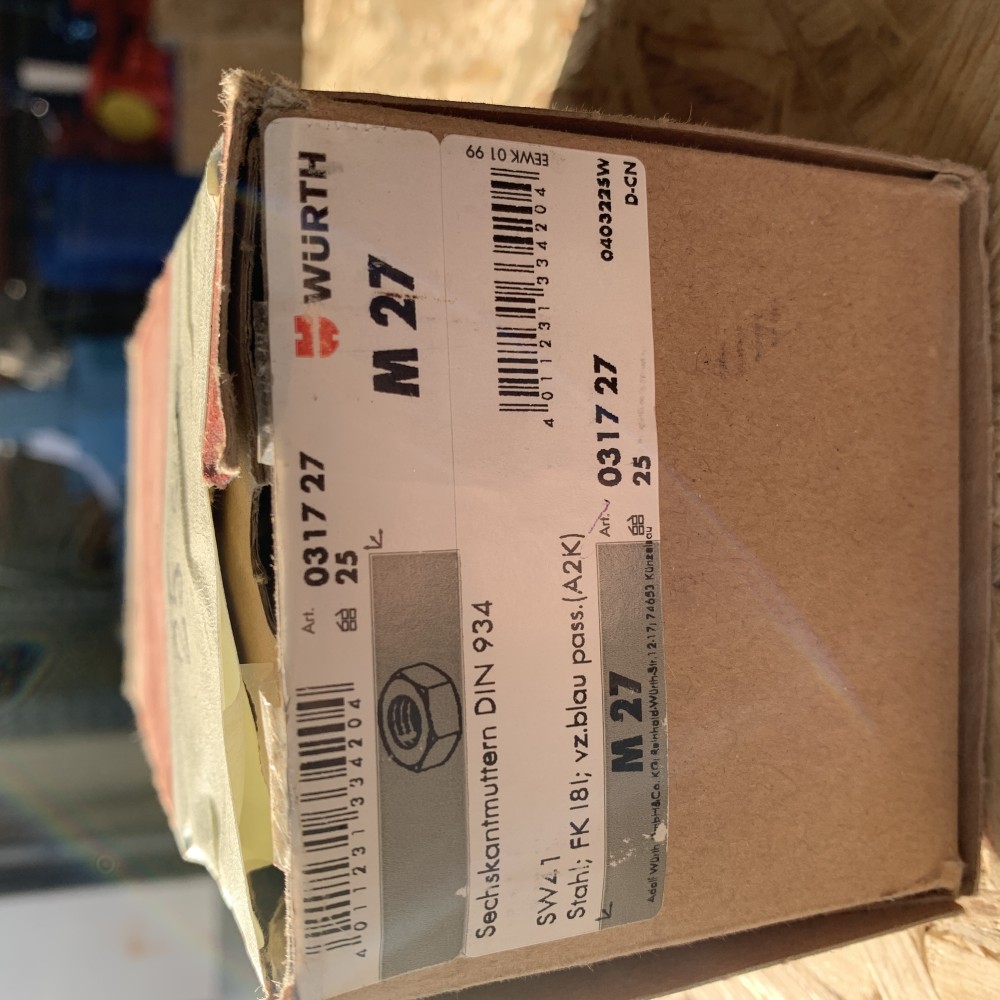 WÜRTH
Art. 0317 27
25
M 27
4 011231 334204
Sechskantmuttern DIN 934
SW41
Stahl; FK I8I; vz.blau pass.(A2K)
EEWK 01 99
4 011231 334204
Art. 0317 27
25
M 27
040322SW
D-CN
Adolf Würth GmbH&Co. KG; Reinhold-Würth-Str.12-17; 74653 Künzelsau